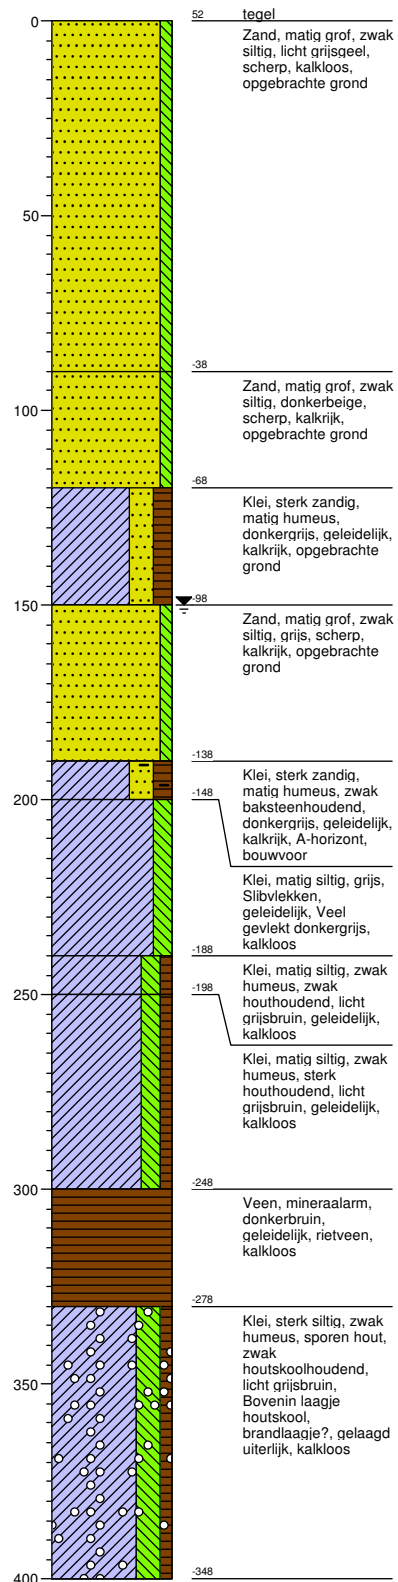 0
52
tegel
Zand, matig grof, zwak
siltig, licht grijsgeel,
scherp, kalkloos,
opgebrachte grond
50
-38
Zand, matig grof, zwak
siltig, donkerbeige,
scherp, kalkrijk,
opgebrachte grond
100
-68
Klei, sterk zandig,
matig humeus,
donkergrijs, geleidelijk,
kalkrijk, opgebrachte
grond
150
-98
Zand, matig grof, zwak
siltig, grijs, scherp,
kalkrijk, opgebrachte
grond
-138
Klei, sterk zandig,
matig humeus, zwak
baksteenhoudend,
donkergrijs, geleidelijk,
kalkrijk, A-horizont,
bouwvoor
200
-148
Klei, matig siltig, grijs,
Slibvlekken,
geleidelijk, Veel
gevlekt donkergrijs,
kalkloos
-188
Klei, matig siltig, zwak
humeus, zwak
houthoudend, licht
grijsbruin, geleidelijk,
kalkloos
250
-198
Klei, matig siltig, zwak
humeus, sterk
houthoudend, licht
grijsbruin, geleidelijk,
kalkloos
300
-248
Veen, mineraalarm,
donkerbruin,
geleidelijk, rietveen,
kalkloos
-278
Klei, sterk siltig, zwak
humeus, sporen hout,
zwak
houtskoolhoudend,
licht grijsbruin,
Bovenin laagje
houtskool,
brandlaagje?, gelaagd
uiterlijk, kalkloos
350
400
-348